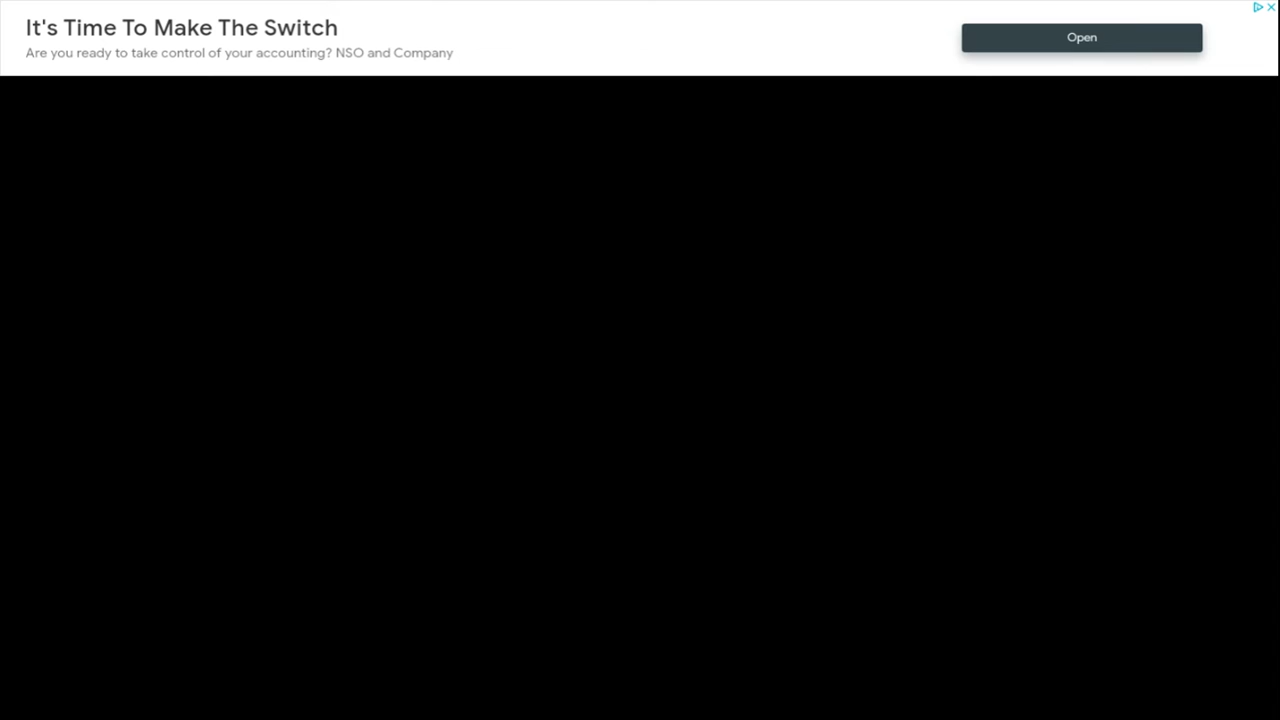 It's Time To Make The Switch
Are you ready to take control of your accounting? NSO and Company
Open